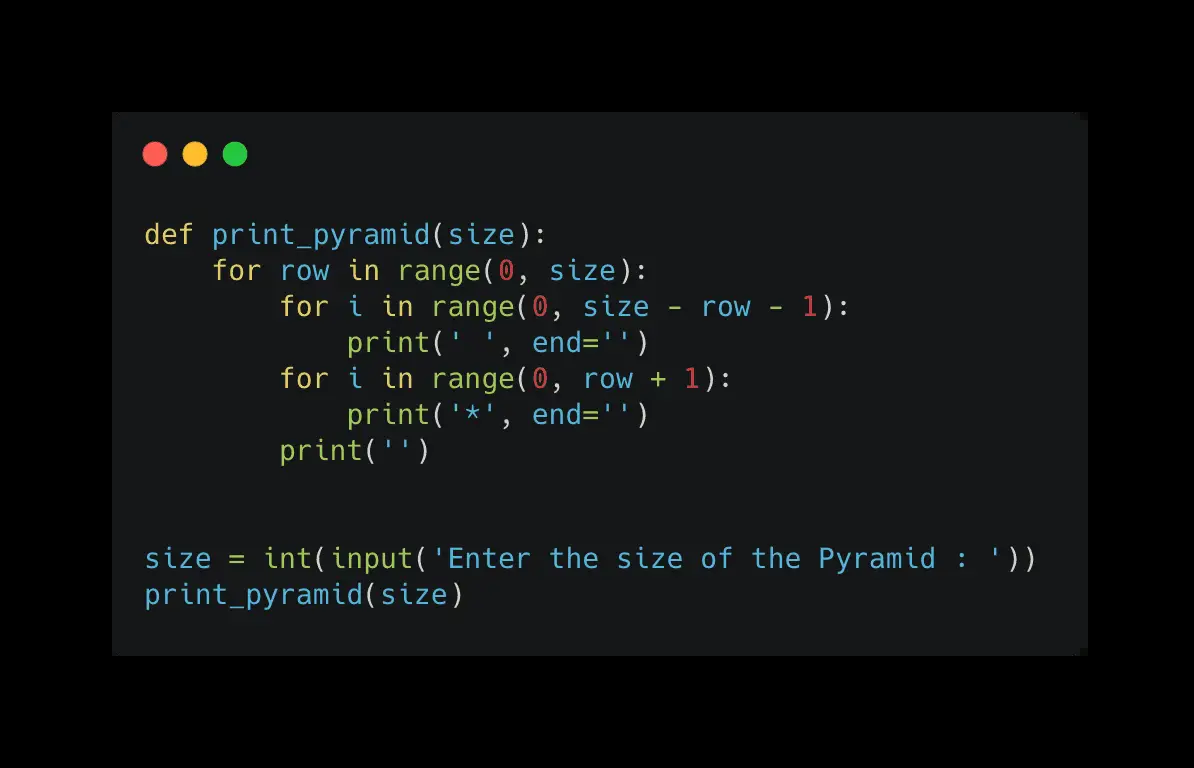 def print_pyramid(size):
    for row in range(0, size):
        for i in range(0, size - row - 1):
            print(' ', end='')
        for i in range(0, row + 1):
            print('*', end='')
        print('')
size = int(input('Enter the size of the Pyramid : '))
print_pyramid(size)